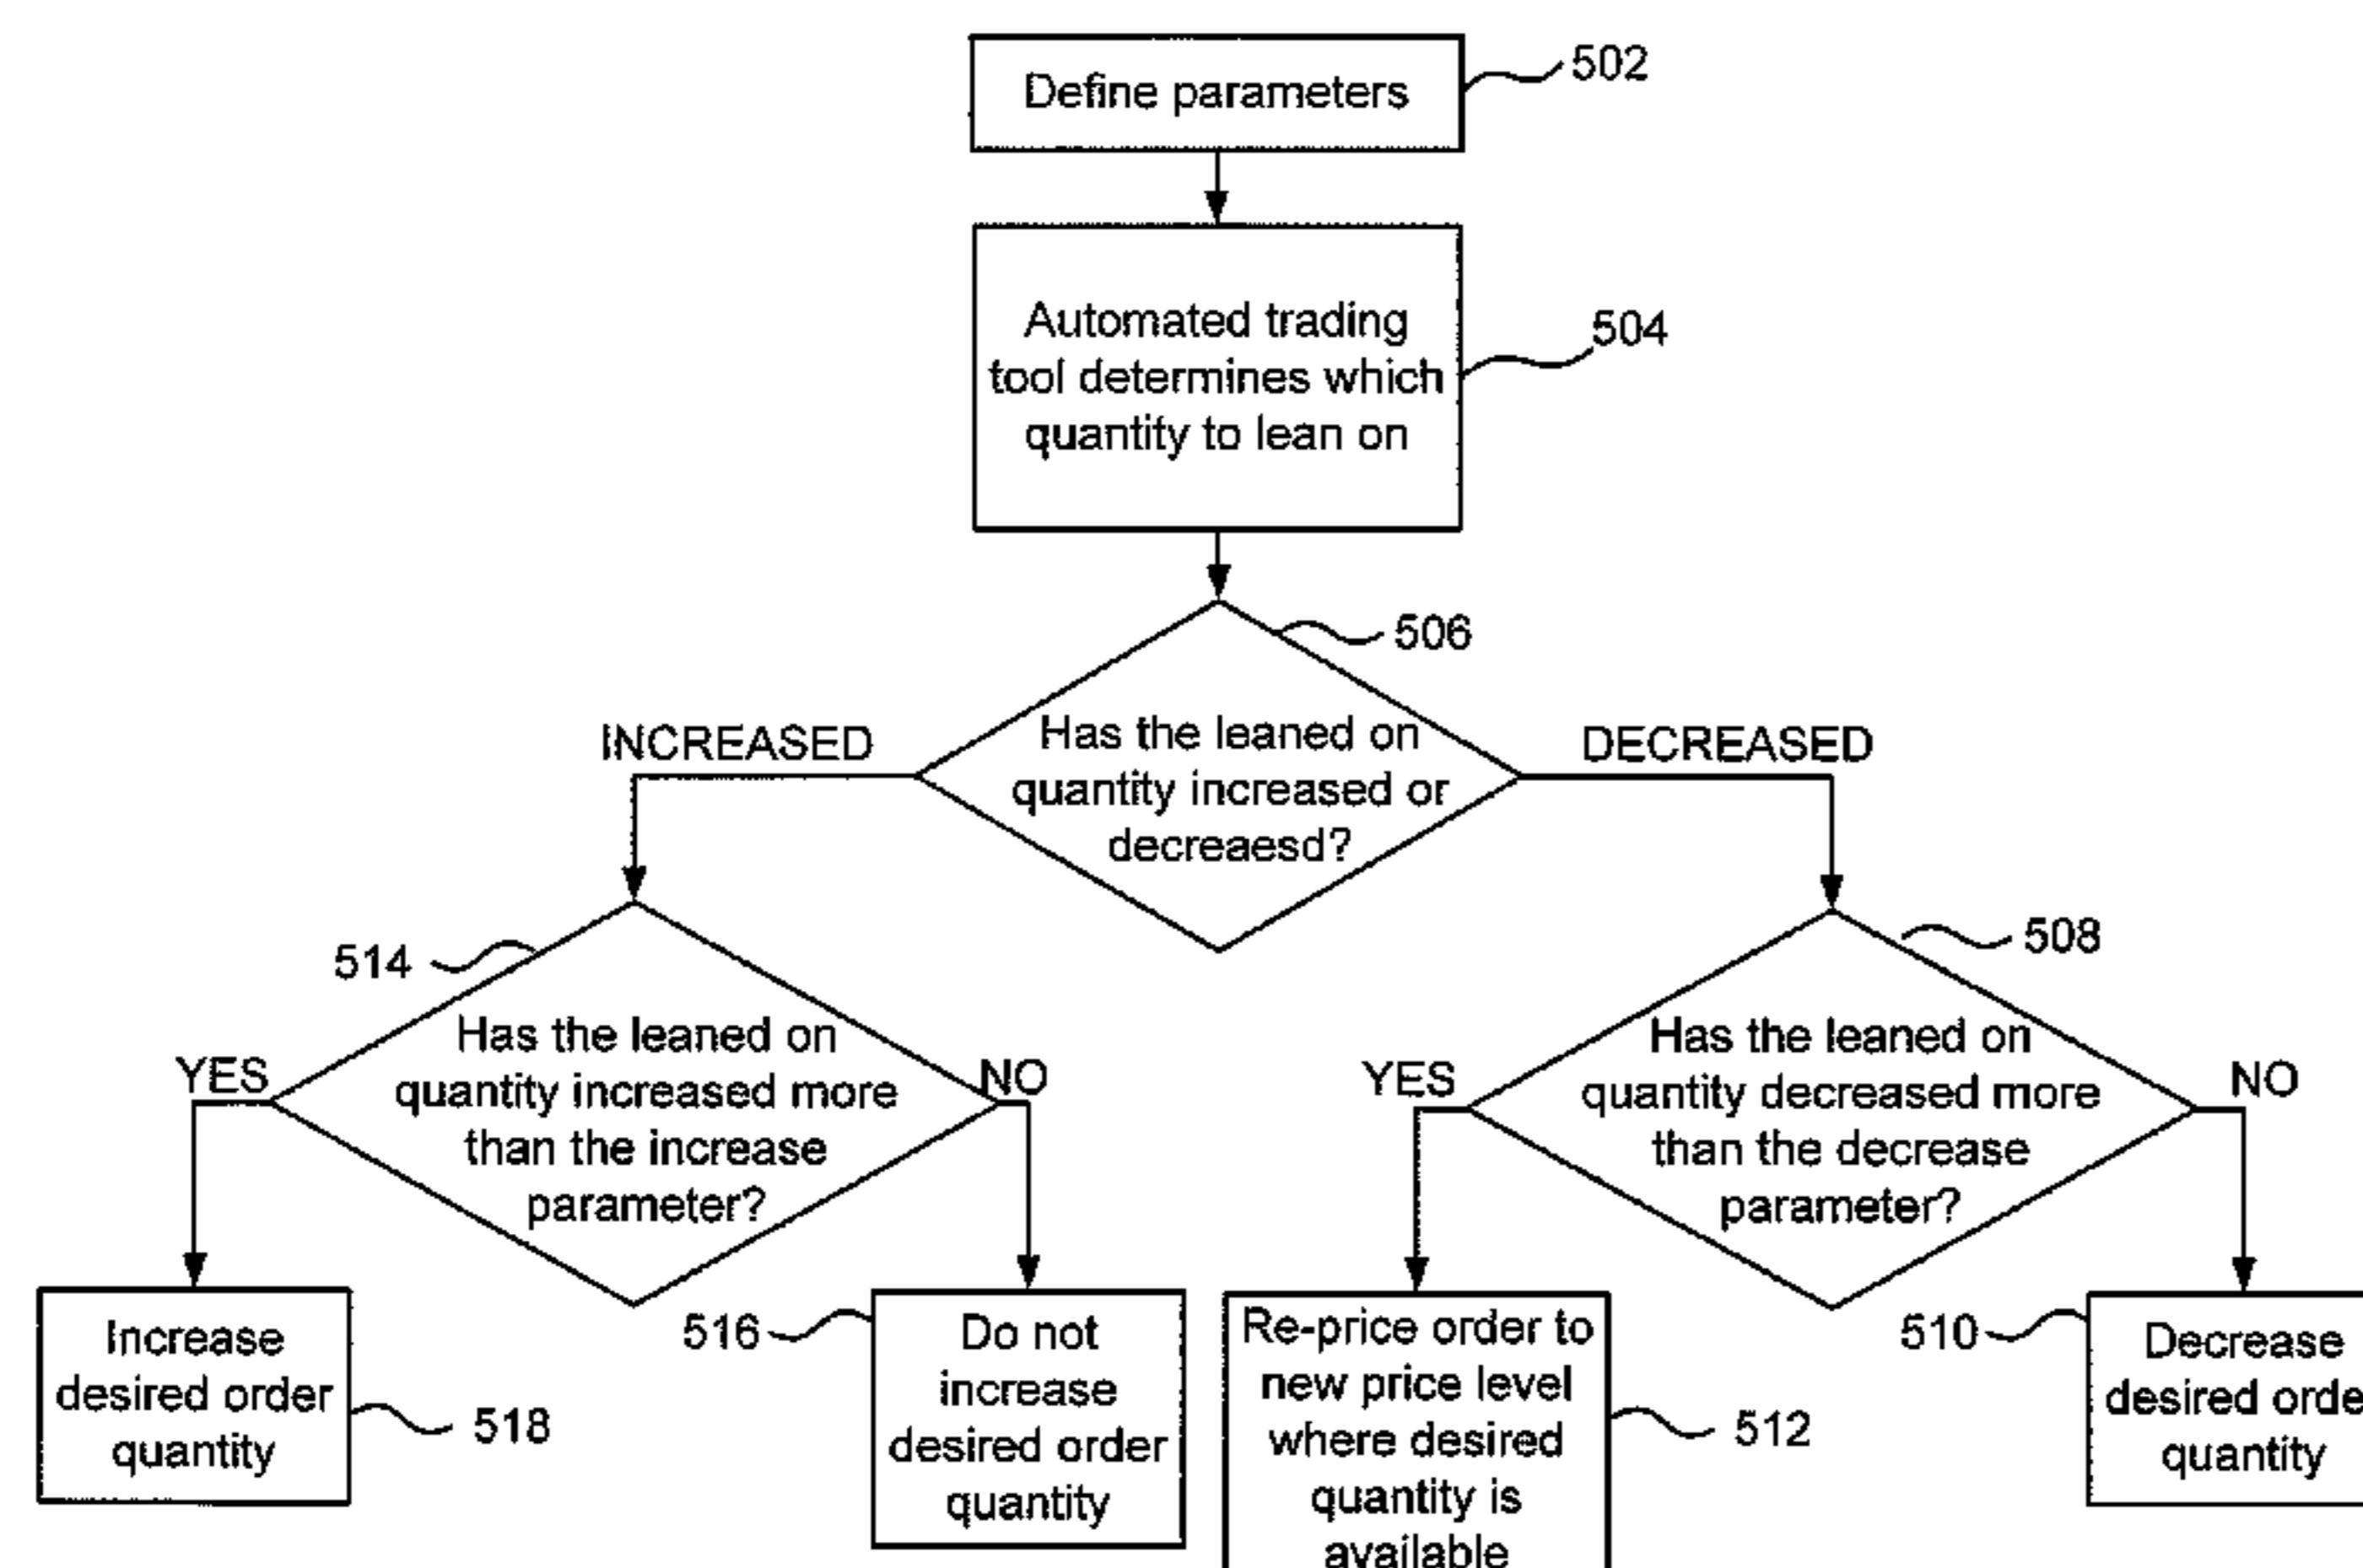 Define parameters
502
Automated trading
tool determines which
quantity to lean on
504
506
Has the leaned on
quantity increased or
decreaesd?
INCREASED
DECREASED
514
Has the leaned on
quantity increased more
than the increase
parameter?
YES
NO
508
Has the leaned on
quantity decreased more
than the decrease
parameter?
YES
NO
Increase
desired order
quantity
518
516
Do not
increase
desired order
quantity
Re-price order to
new price level
where desired
quantity is
available
512
510
Decrease
desired orde
quantity